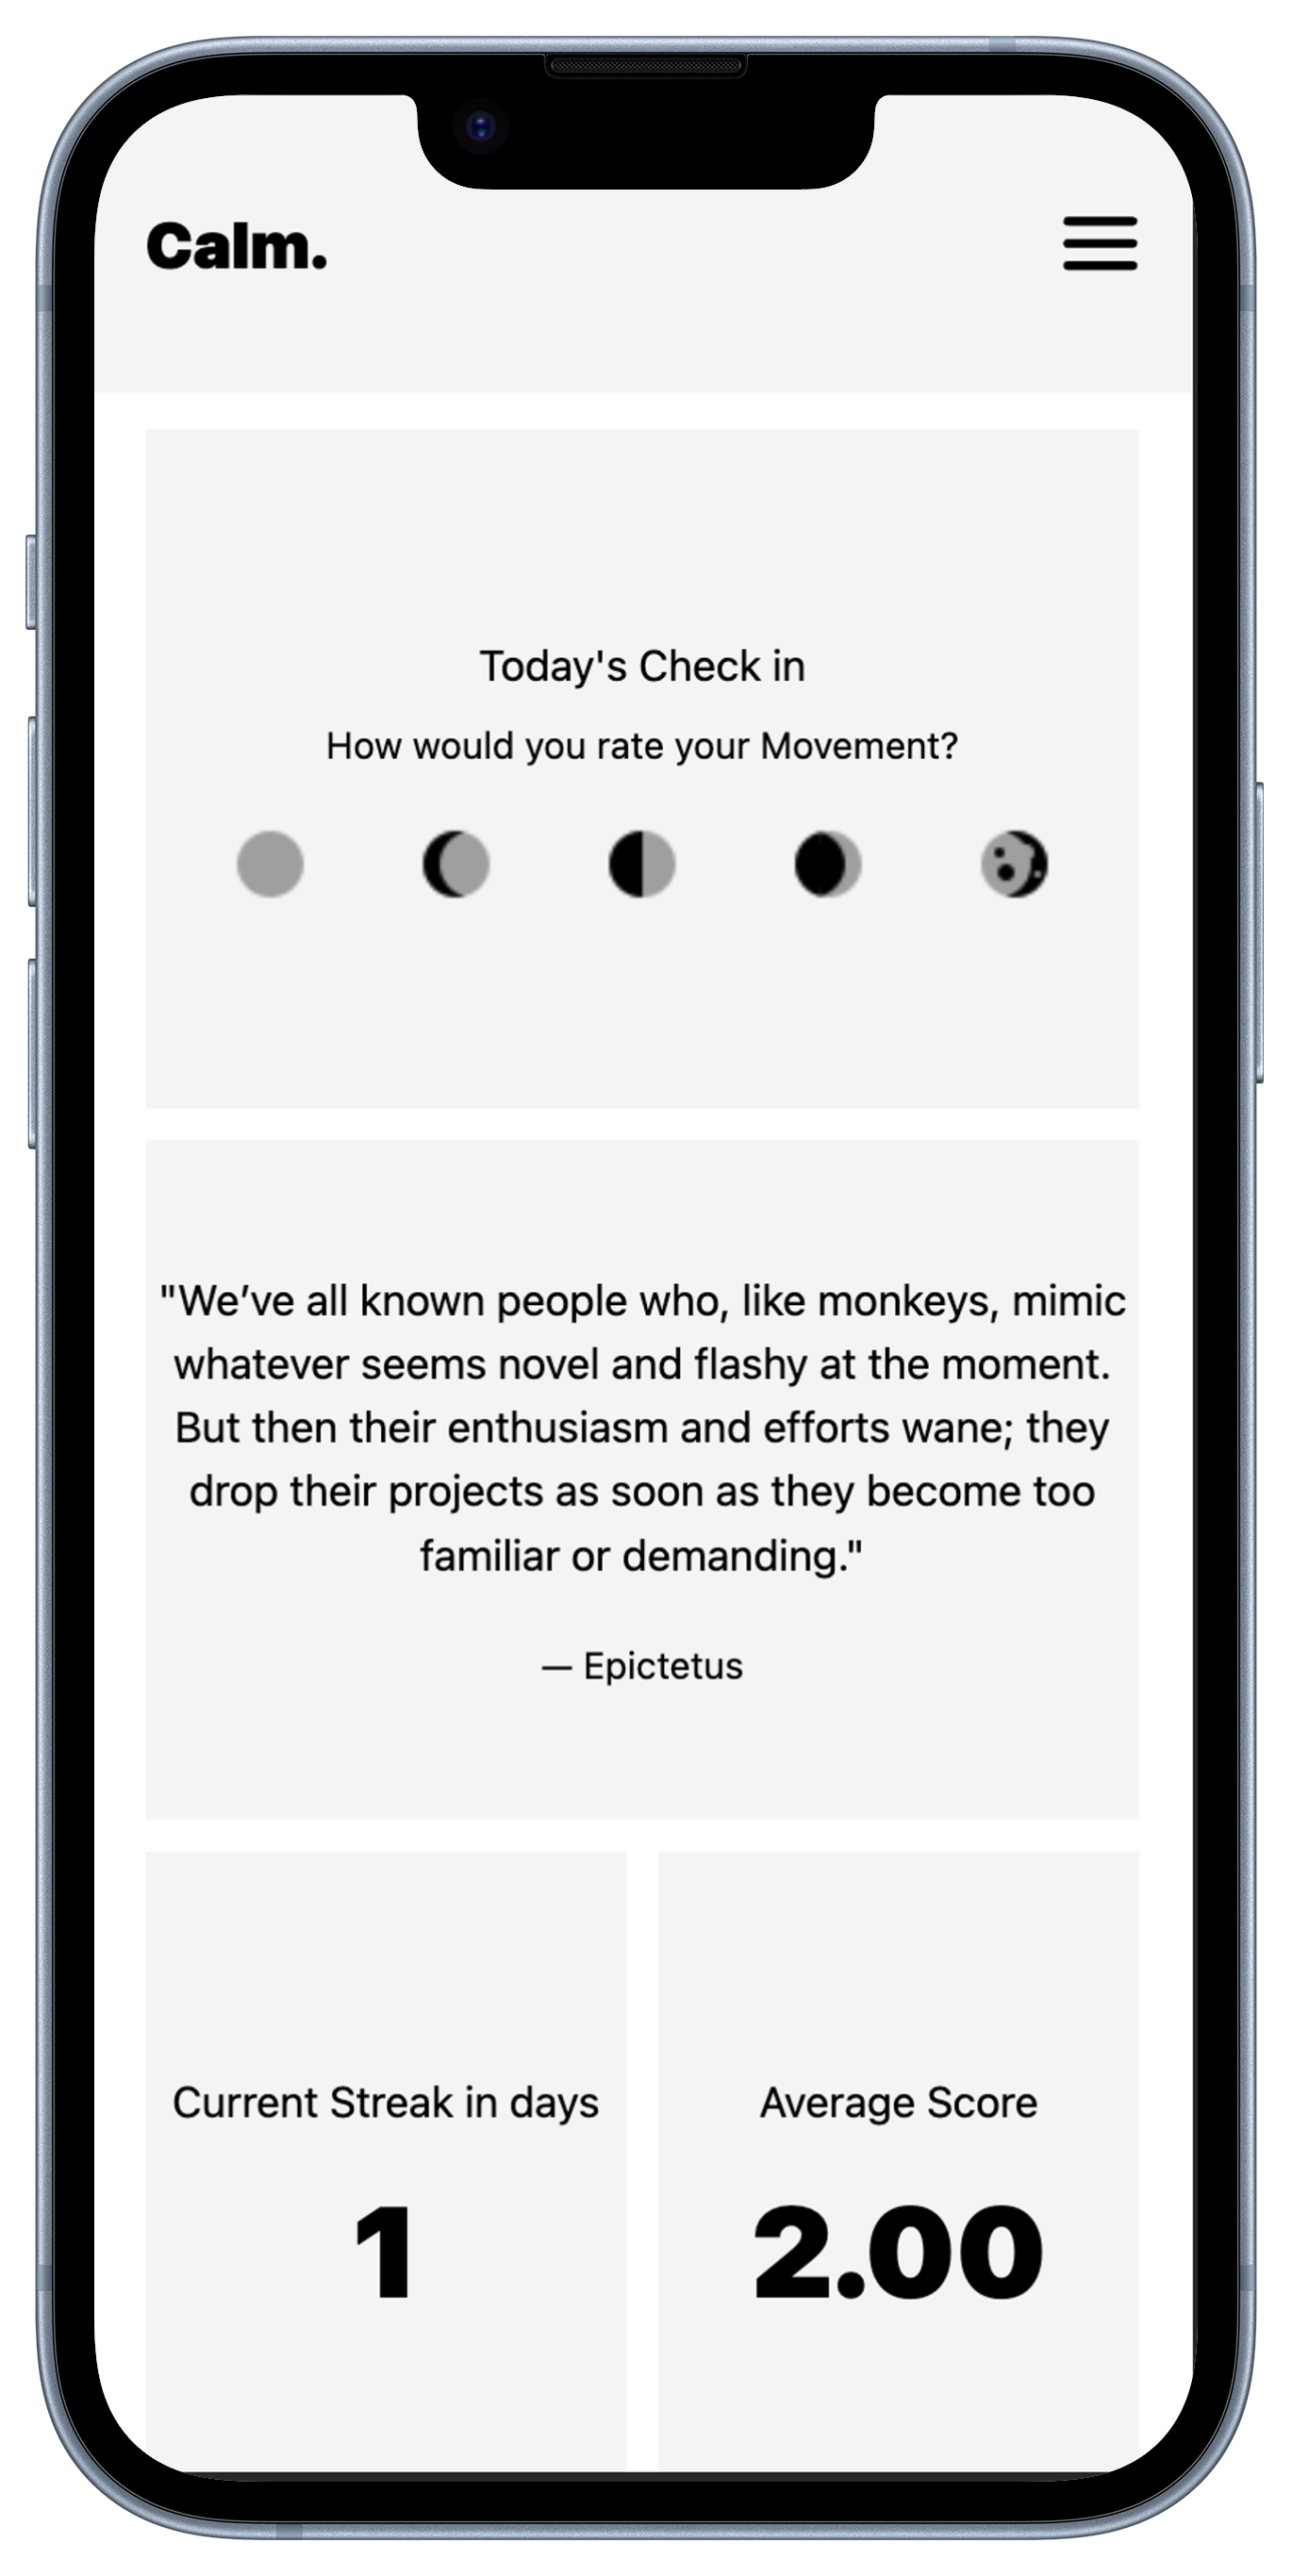 Calm.
Today's Check in
How would you rate your Movement?
"We’ve all known people who, like monkeys, mimic
whatever seems novel and flashy at the moment.
But then their enthusiasm and efforts wane; they
drop their projects as soon as they become too
familiar or demanding."
— Epictetus
Current Streak in days
1
Average Score
2.00